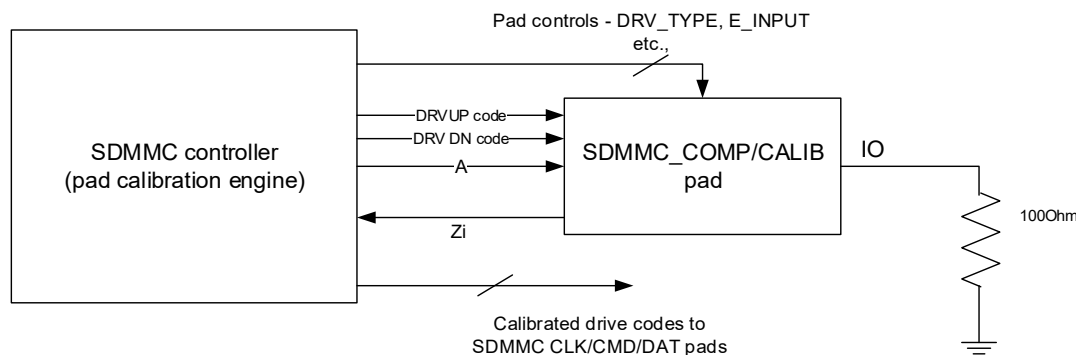 Pad controls - DRV_TYPE, E_INPUT
etc.,
SDMMC controller
(pad calibration engine)
DRVUP code
DRV DN code
A
Zi
SDMMC_COMP/CALIB
pad
IO
100Ohm
Calibrated drive codes to
SDMMC CLK/CMD/DAT pads